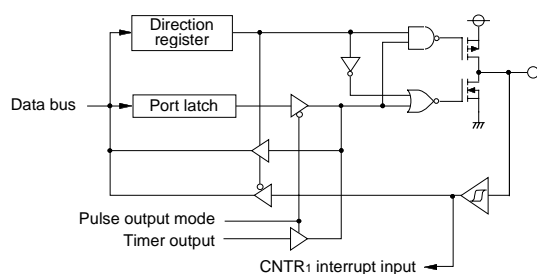 Direction
register
Data bus
Port latch
Pulse output mode
Timer output
CNTR1 interrupt input